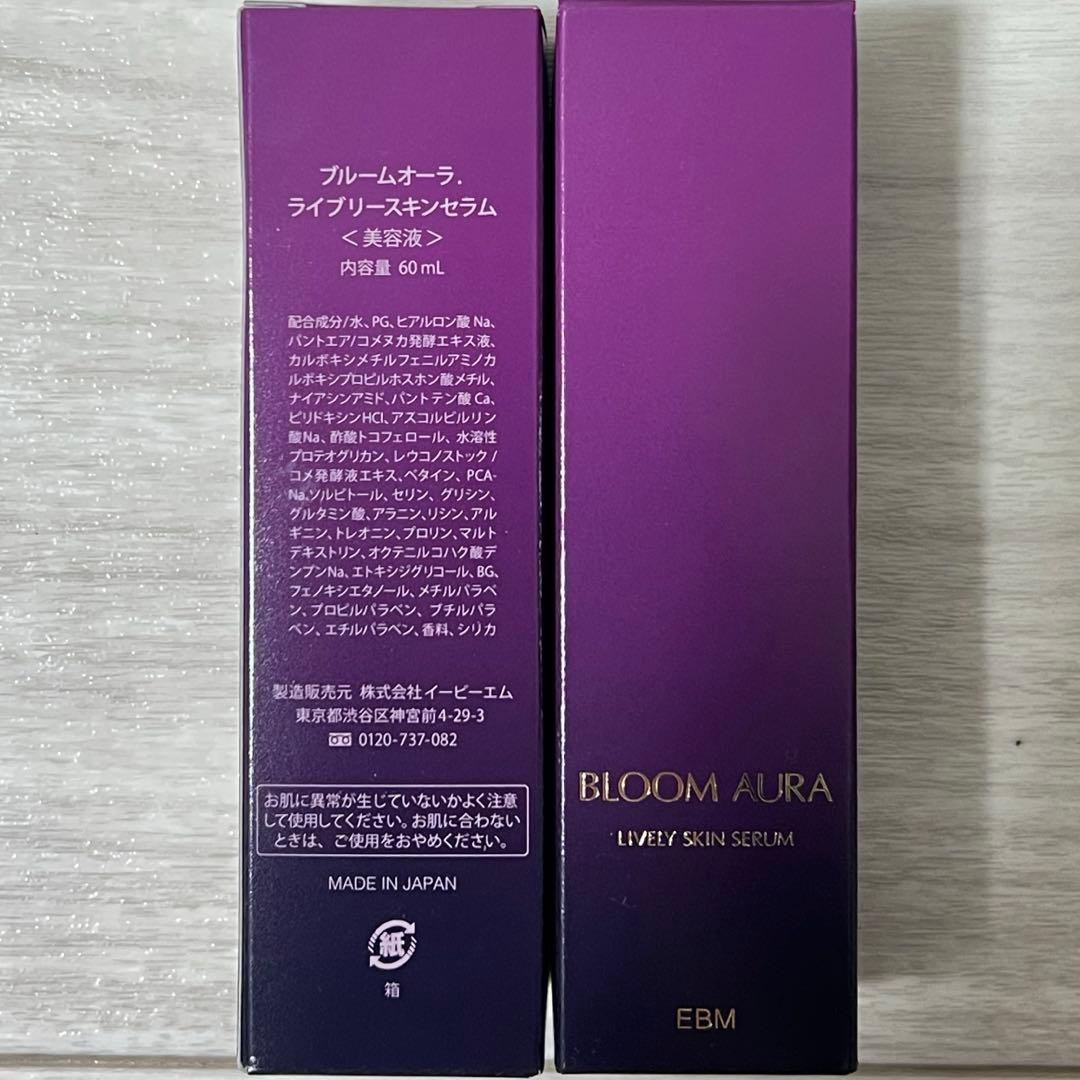 ブルームオーラ.
ライブリースキンセラム
＜美容液＞
内容量 60mL
配合成分/水、PG、ヒアルロン酸Na、
パントエア/コメヌカ発酵エキス液、
カルボキシメチルフェニルアミノカ
ルボキシプロピルホスホン酸メチル、
ナイアシンアミド、パントテン酸Ca、
ピリドキシンHCl、アスコルビルリン
酸Na、酢酸トコフェロール、水溶性
プロテオグリカン、レウコノストック/
コメ発酵液エキス、ベタイン、PCA-
Na、ソルビトール、セリン、グリシン、
グルタミン酸、アラニン、リシン、アル
ギニン、トレオニン、プロリン、マルト
デキストリン、オクテニルコハク酸デ
ンプンNa、エトキシジグリコール、BG、
フェノキシエタノール、メチルパラベ
ン、プロピルパラベン、ブチルパラ
ベン、エチルパラベン、香料、シリカ
製造販売元 株式会社イービーエム
東京都渋谷区神宮前4-29-3
0120-737-082
お肌に異常が生じていないかよく注意
して使用してください。お肌に合わない
ときは、ご使用をおやめください。
MADE IN JAPAN
紙
箱
BLOOM AURA
LIVELY SKIN SERUM
EBM